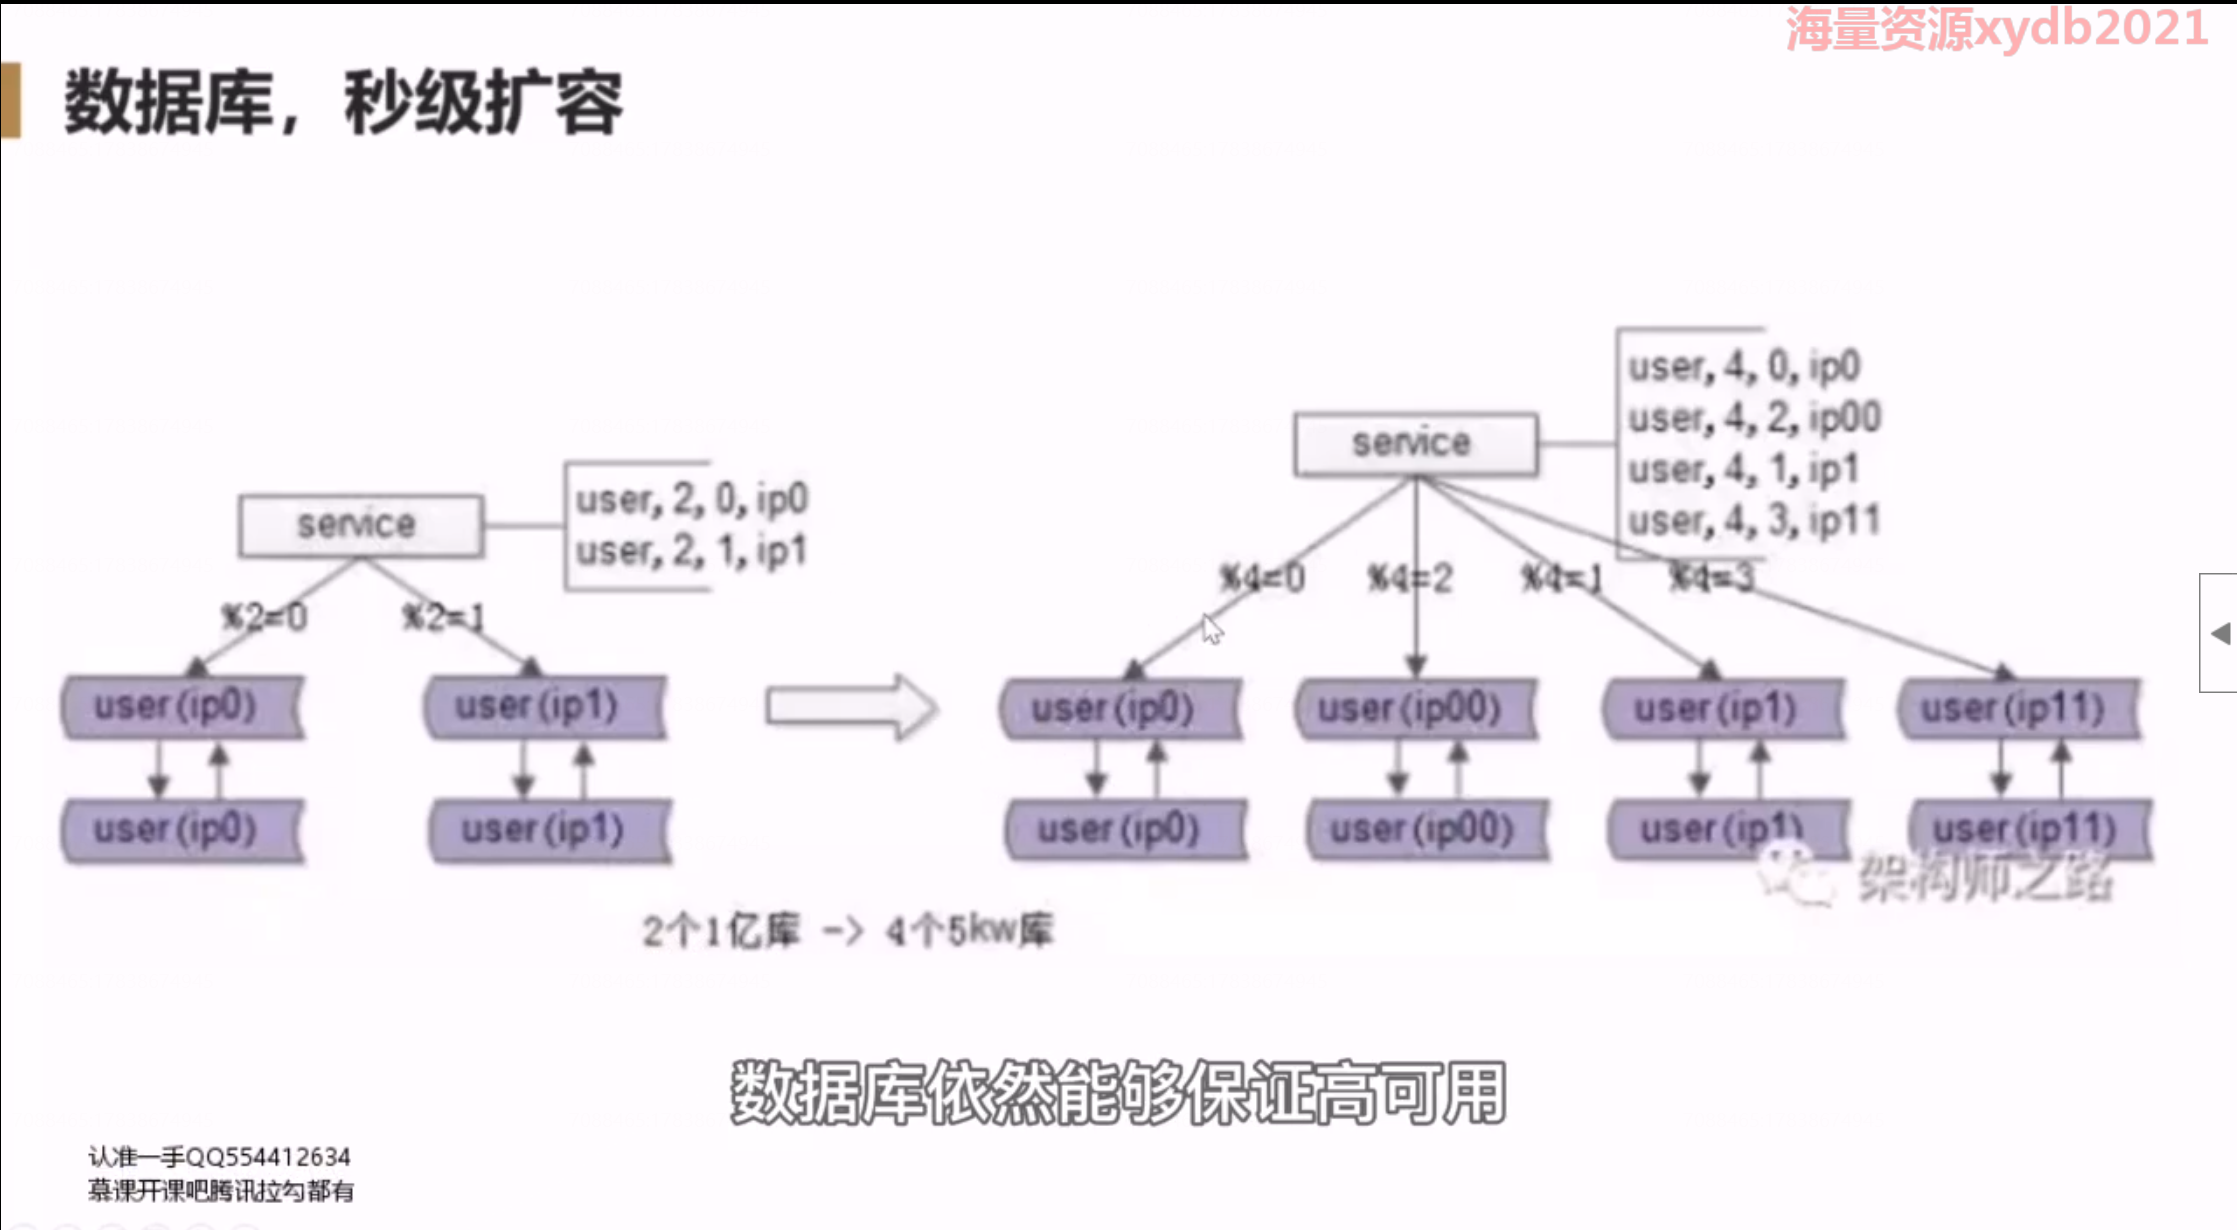 海量资源xydb2021
数据库，秒级扩容
service
user, 2, 0, ip0
user, 2, 1, ip1
%2=0
%2=1
user(ip0)
user(ip1)
user(ip0)
user(ip1)
service
user, 4, 0, ip0
user, 4, 2, ip00
user, 4, 1, ip1
user, 4, 3, ip11
%4=0
%4=2
%4=1
%4=3
user(ip0)
user(ip00)
user(ip1)
user(ip11)
user(ip0)
user(ip00)
user(ip1)
user(ip11)
架构师之路
2个1亿库 -> 4个5kw库
数据库依然能够保证高可用
认准一手QQ554412634
慕课开课吧腾讯拉勾都有